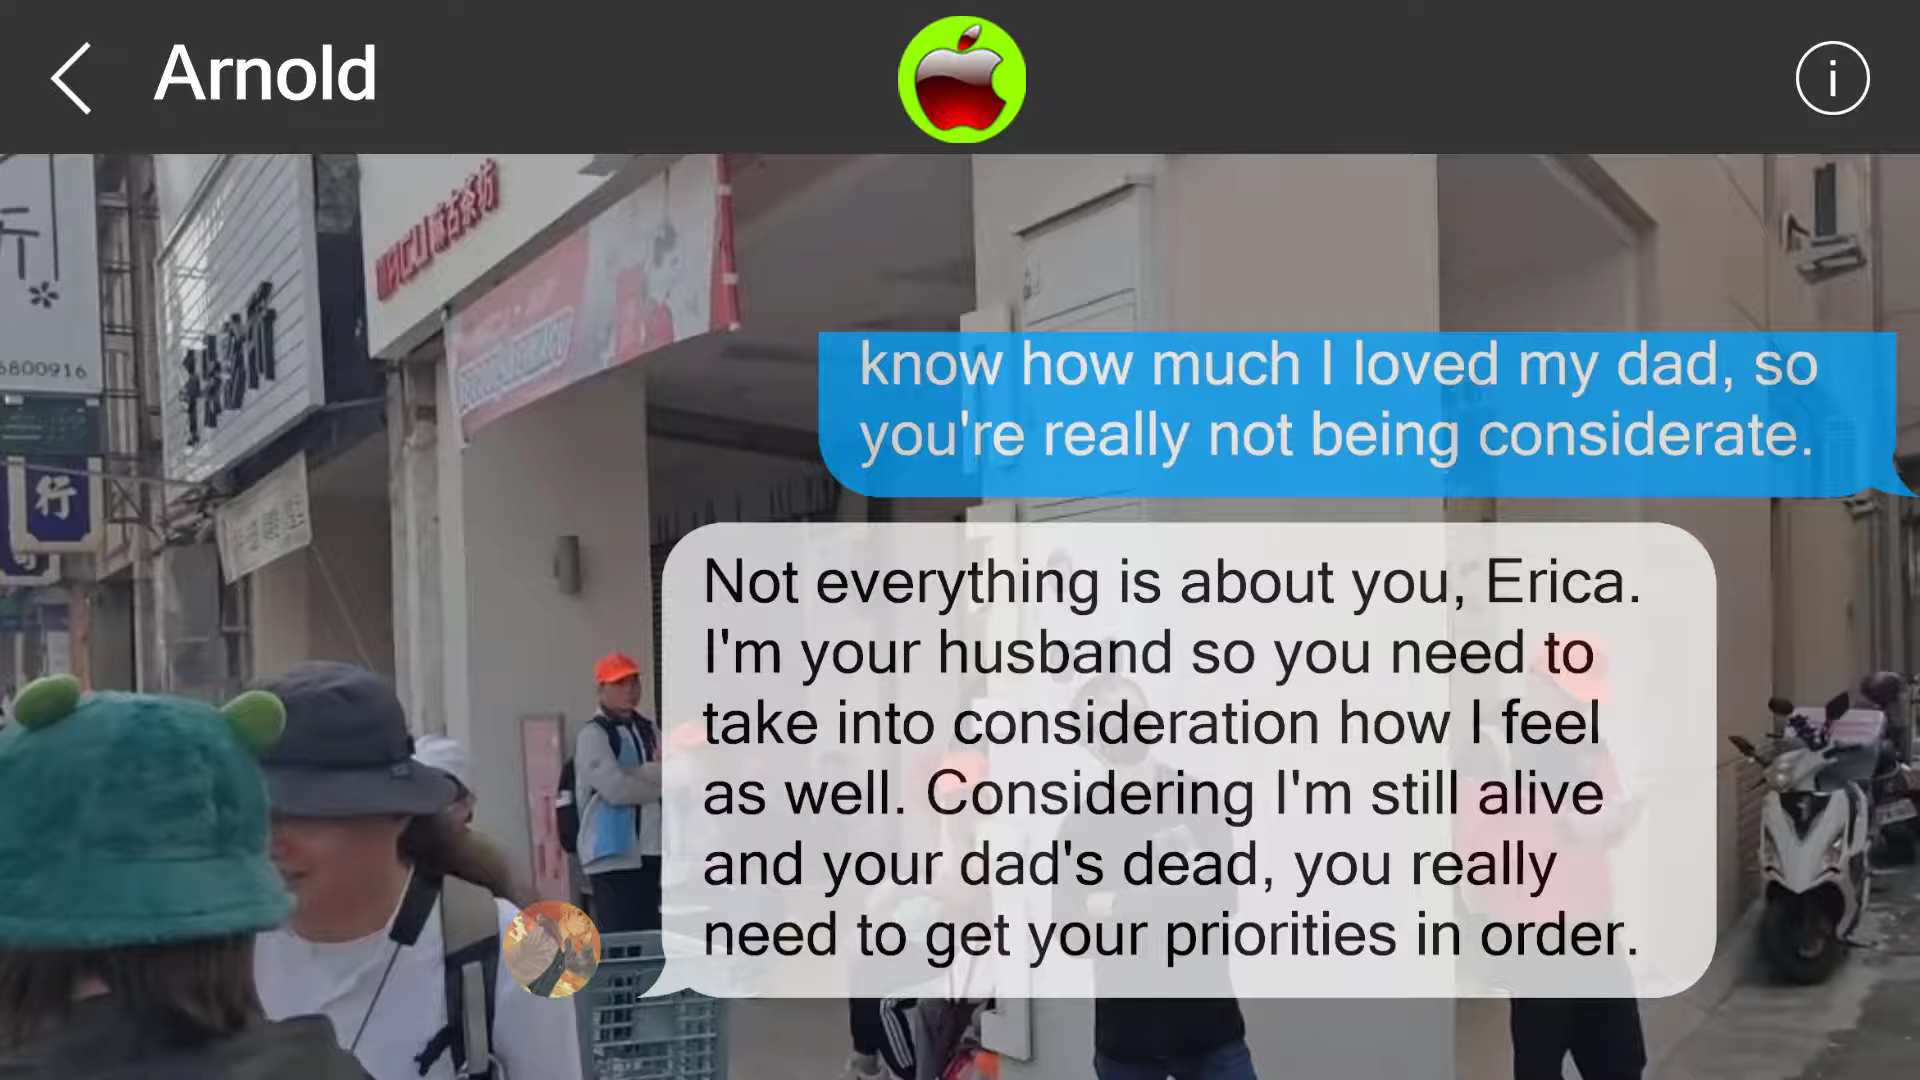 Arnold
i
6800916
行
know how much I loved my dad, so
you're really not being considerate.
Not everything is about you, Erica.
I'm your husband so you need to
take into consideration how I feel
as well. Considering I'm still alive
and your dad's dead, you really
need to get your priorities in order.